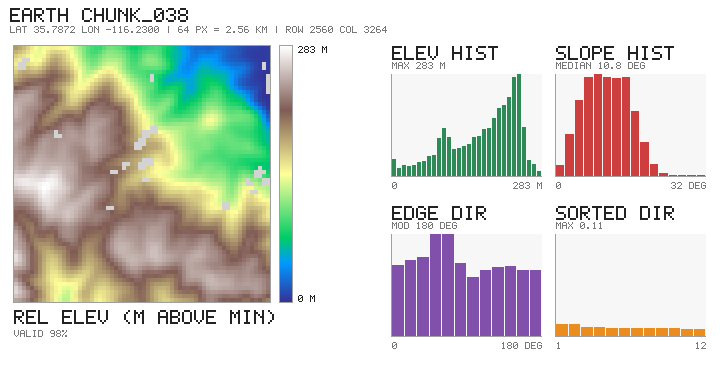 EARTH CHUNK_038
LAT 35.7872 LON -116.2300 | 64 PX = 2.56 KM | ROW 2560 COL 3264
283 M
0 M
REL ELEV (M ABOVE MIN)
VALID 98%
ELEV HIST
MAX 283 M
0 283 M
SLOPE HIST
MEDIAN 10.8 DEG
0 32 DEG
EDGE DIR
MOD 180 DEG
0 180 DEG
SORTED DIR
MAX 0.11
1 12